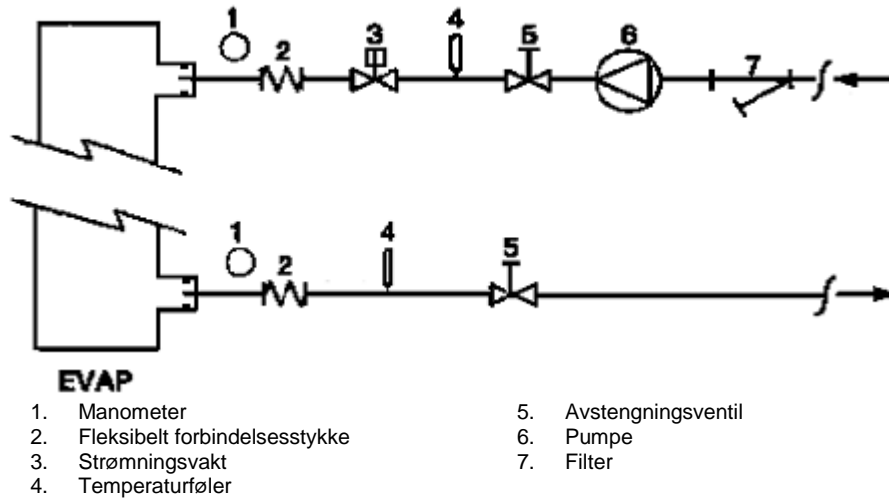 1 2 3 4 5 6 7
1 2 4 5
EVAP
1. Manometer
2. Fleksibelt forbindelsesstykke
3. Strømningsvakt
4. Temperaturføler
5. Avstengningsventil
6. Pumpe
7. Filter